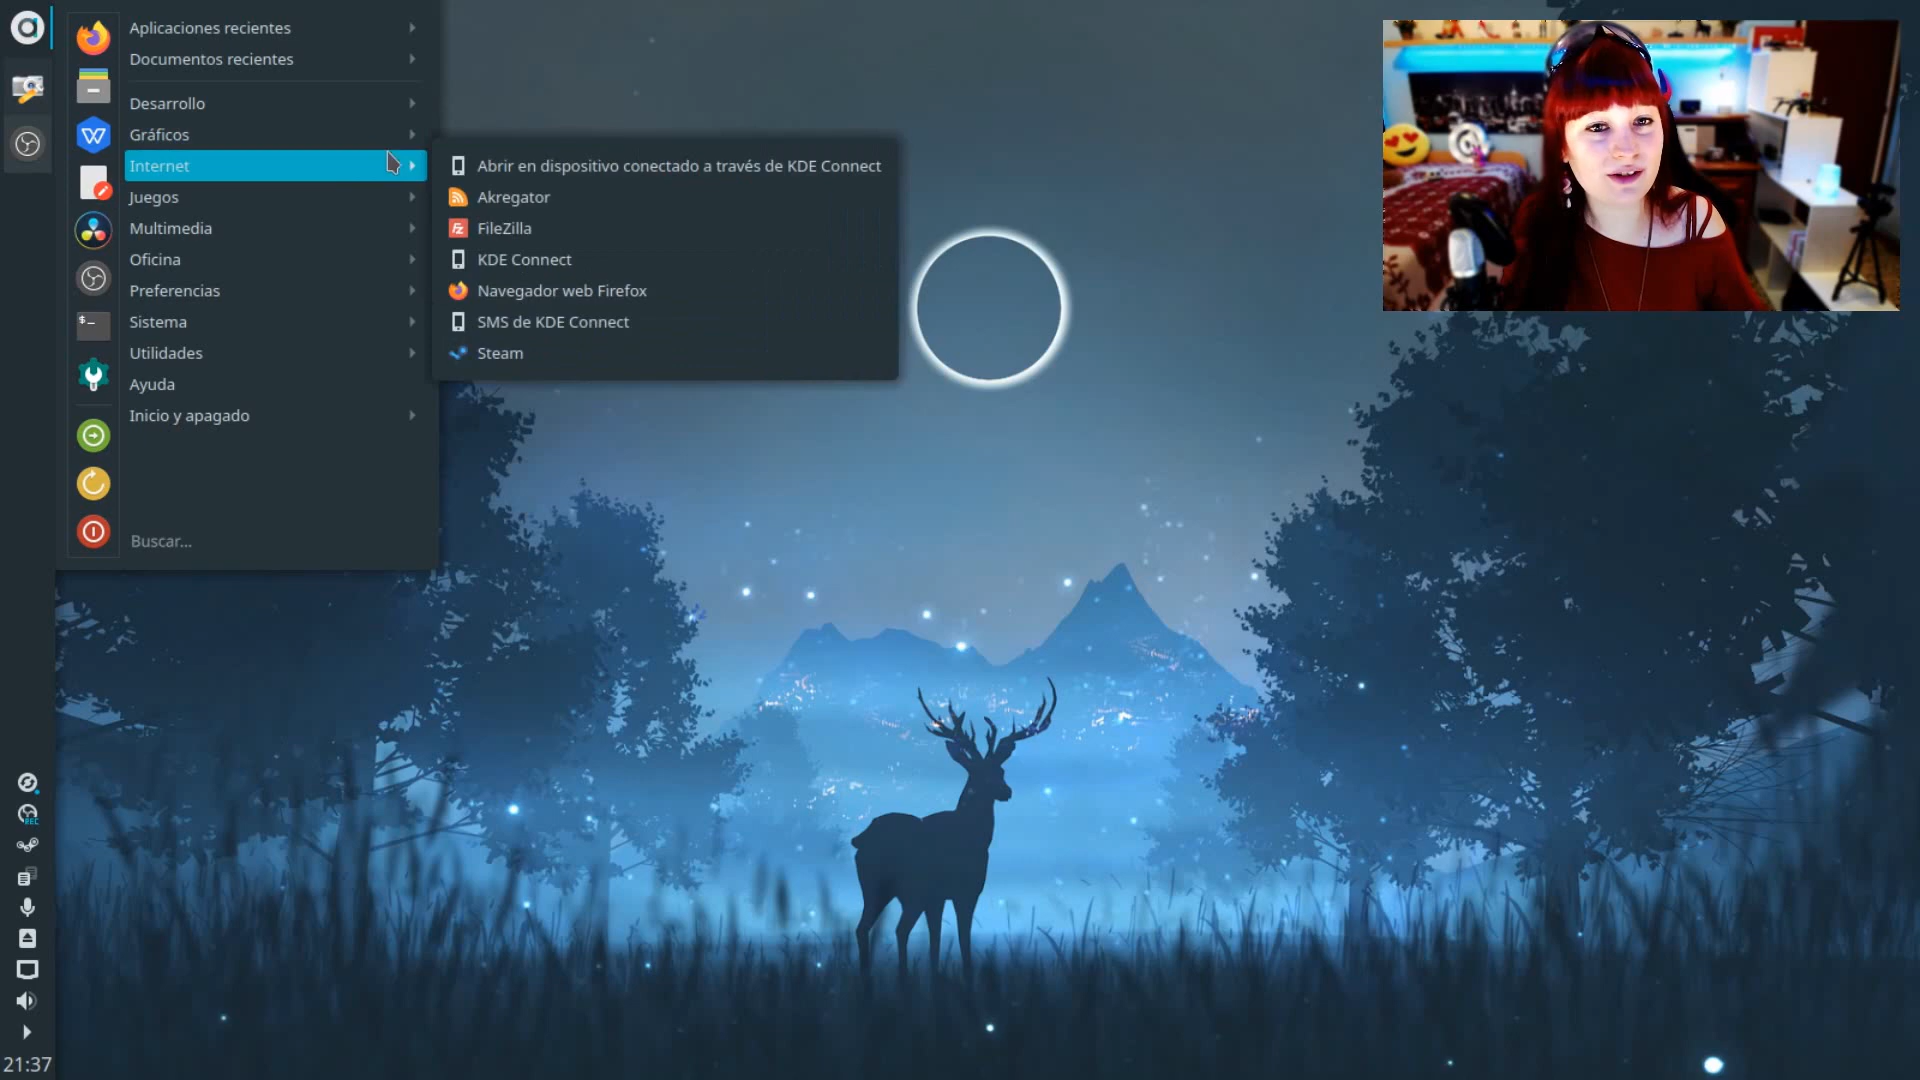 Aplicaciones recientes
Documentos recientes
Desarrollo
Gráficos
Internet
Juegos
Multimedia
Oficina
Preferencias
Sistema
Utilidades
Ayuda
Inicio y apagado
Buscar...
Abrir en dispositivo conectado a través de KDE Connect
Akregator
FileZilla
KDE Connect
Navegador web Firefox
SMS de KDE Connect
Steam
REC
21:37